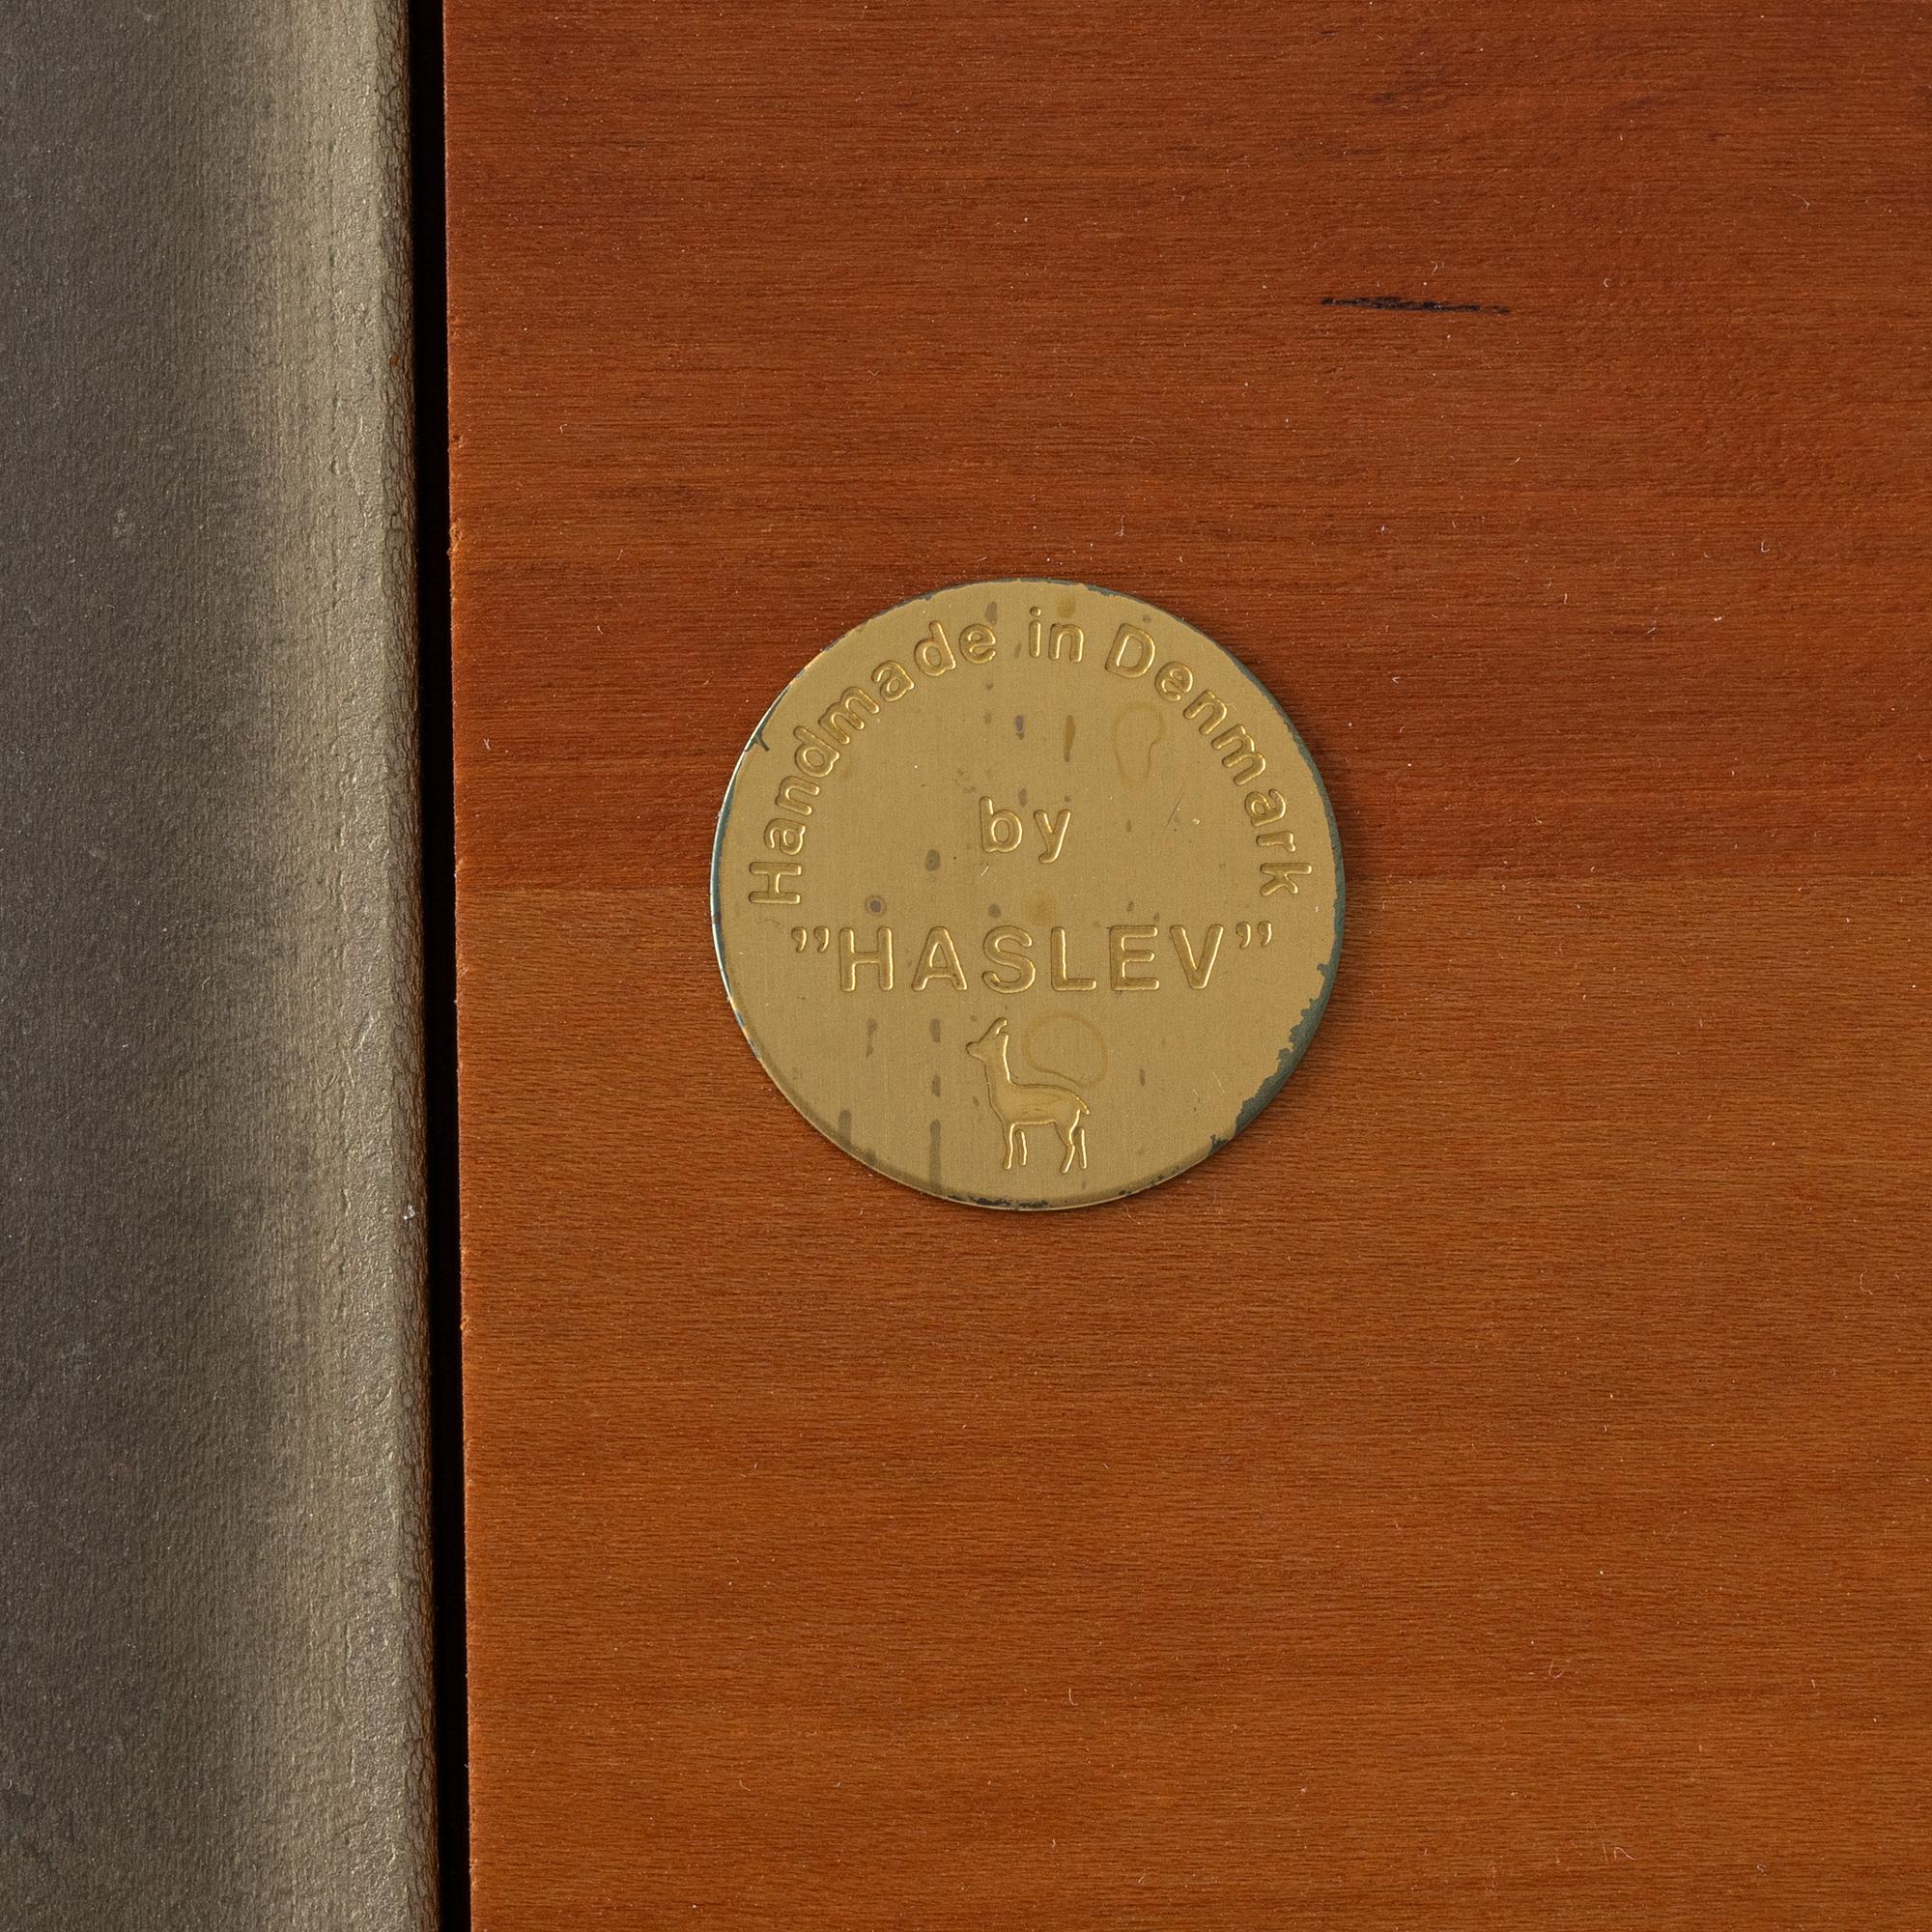 Handmade in Denmark
by
”HASLEV”